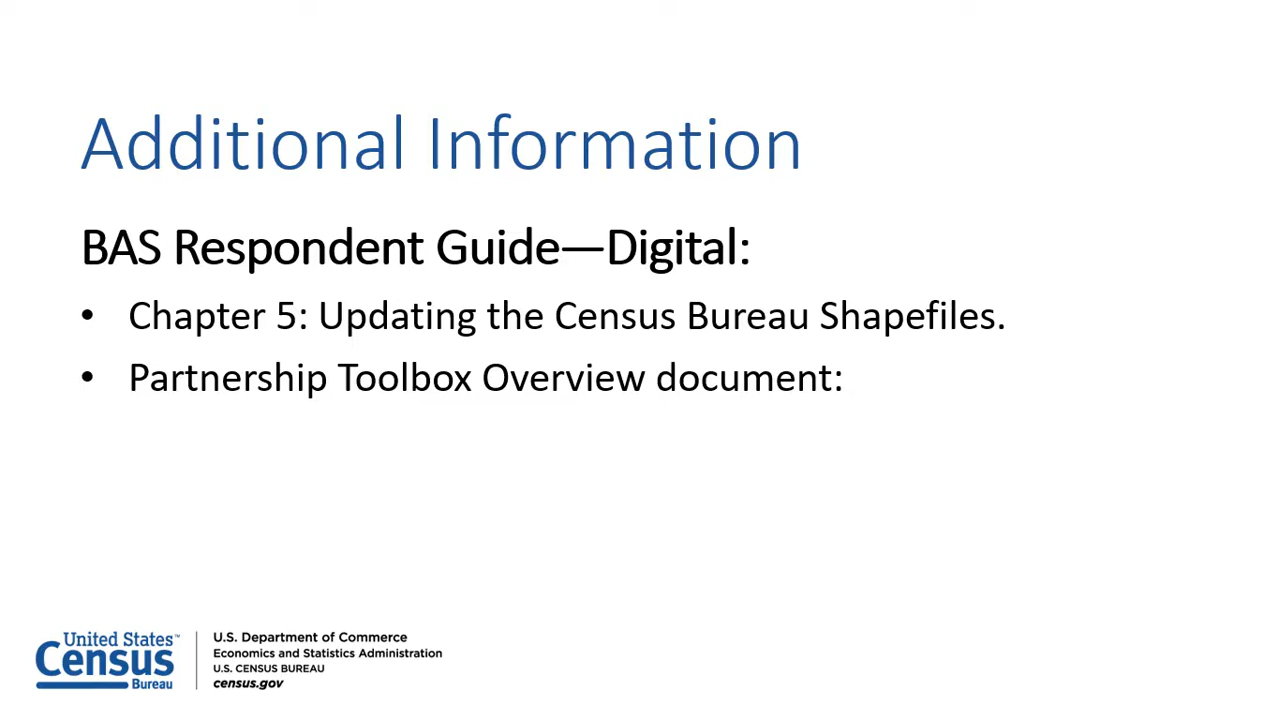 Additional Information
BAS Respondent Guide—Digital:
• Chapter 5: Updating the Census Bureau Shapefiles.
• Partnership Toolbox Overview document:
United States™
Census
Bureau
U.S. Department of Commerce
Economics and Statistics Administration
U.S. CENSUS BUREAU
census.gov